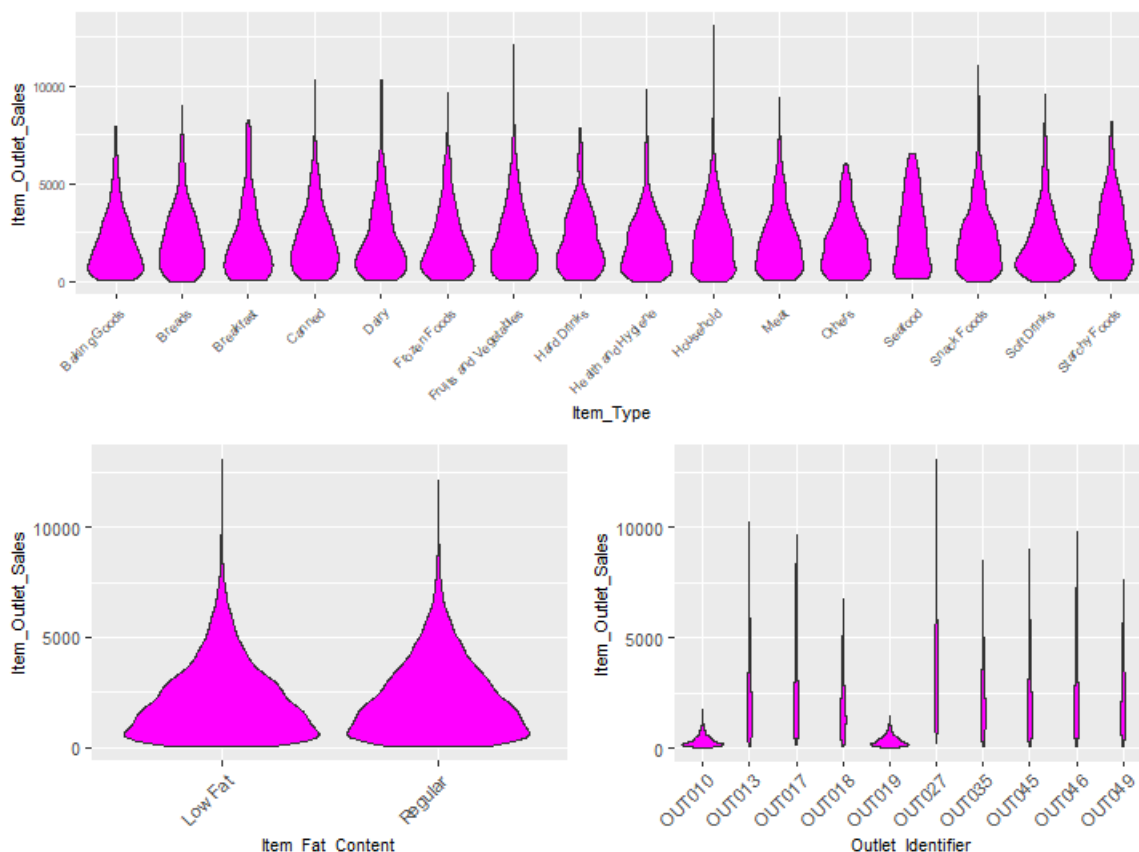 Item_Outlet_Sales
10000
5000
0
Baking Goods
Breads
Breakfast
Canned
Dairy
Frozen Foods
Fruits and Vegetables
Hard Drinks
Health and Hygiene
Household
Meat
Others
Seafood
Snack Foods
Soft Drinks
Starchy Foods
Item_Type
Item_Outlet_Sales
10000
5000
0
Low Fat
Regular
Item_Fat_Content
Item_Outlet_Sales
10000
5000
0
OUT010
OUT013
OUT017
OUT018
OUT019
OUT027
OUT035
OUT045
OUT046
OUT049
Outlet_Identifier